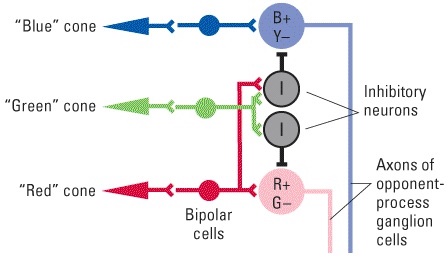 “Blue” cone
B+
Y–
I
Inhibitory
neurons
“Green” cone
I
“Red” cone
Bipolar
cells
R+
G–
Axons of
opponent-
process
ganglion
cells